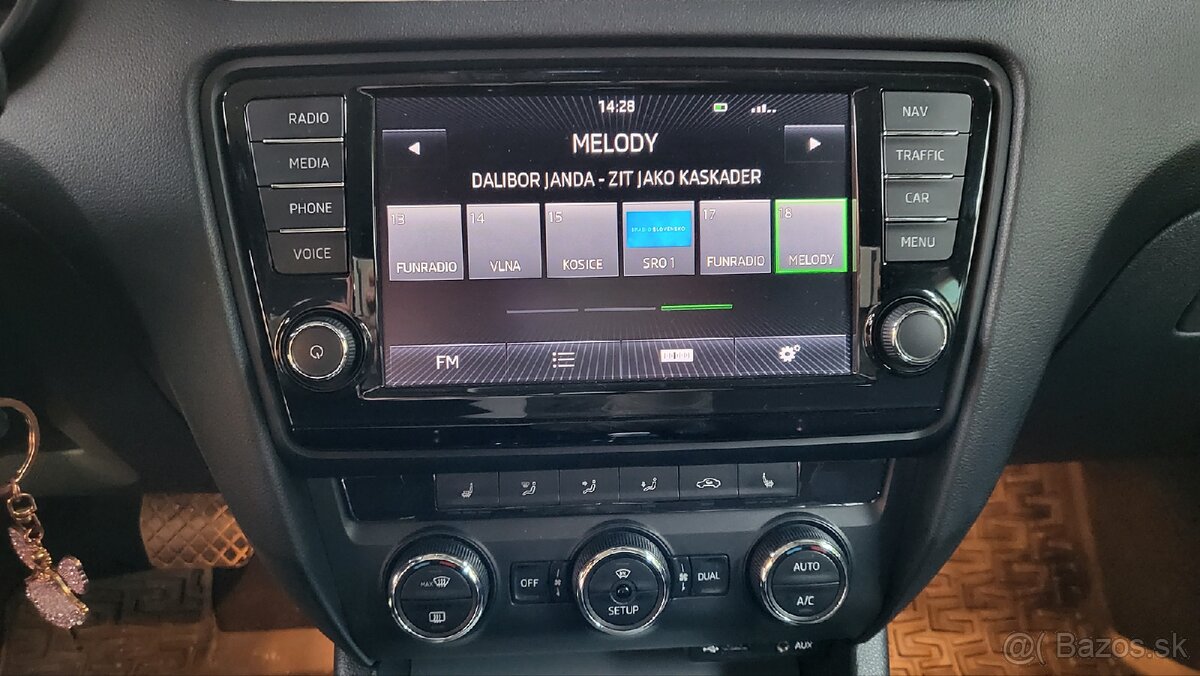 14:28
MELODY
DALIBOR JANDA - ZIT JAKO KASKADER
13
14
15
17
18
FUNRADIO
VLNA
KOSICE
SRO 1
FUNRADIO
MELODY
FM
RADIO
MEDIA
PHONE
VOICE
NAV
TRAFFIC
CAR
MENU
MAX
OFF
SETUP
DUAL
AUTO
A/C
AUX
Bazos.sk